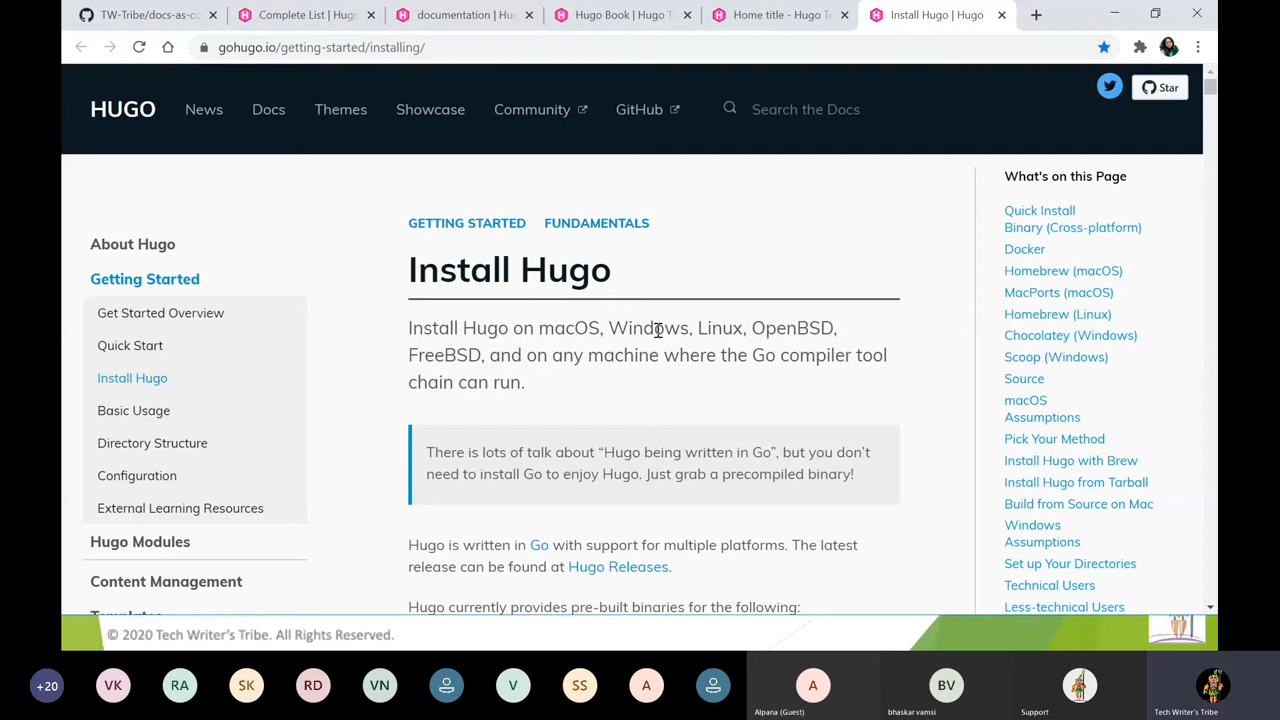 TW-Tribe/docs-as-co
Complete List | Hugo
documentation | Hu
Hugo Book | Hugo T
Home title - Hugo Te
Install Hugo | Hugo
gohugo.io/getting-started/installing/
HUGO
News
Docs
Themes
Showcase
Community
GitHub
Search the Docs
Star
GETTING STARTED FUNDAMENTALS
Install Hugo
Install Hugo on macOS, Windows, Linux, OpenBSD,
FreeBSD, and on any machine where the Go compiler tool
chain can run.
There is lots of talk about “Hugo being written in Go”, but you don’t
need to install Go to enjoy Hugo. Just grab a precompiled binary!
Hugo is written in Go with support for multiple platforms. The latest
release can be found at Hugo Releases.
Hugo currently provides pre-built binaries for the following:
About Hugo
Getting Started
Get Started Overview
Quick Start
Install Hugo
Basic Usage
Directory Structure
Configuration
External Learning Resources
Hugo Modules
Content Management
Templates
What's on this Page
Quick Install
Binary (Cross-platform)
Docker
Homebrew (macOS)
MacPorts (macOS)
Homebrew (Linux)
Chocolatey (Windows)
Scoop (Windows)
Source
macOS
Assumptions
Pick Your Method
Install Hugo with Brew
Install Hugo from Tarball
Build from Source on Mac
Windows
Assumptions
Set up Your Directories
Technical Users
Less-technical Users
© 2020 Tech Writer's Tribe. All Rights Reserved.
+20
VK
RA
SK
RD
VN
V
SS
A
A
Alpana (Guest)
BV
bhaskar vamsi
Support
Tech Writer's Tribe